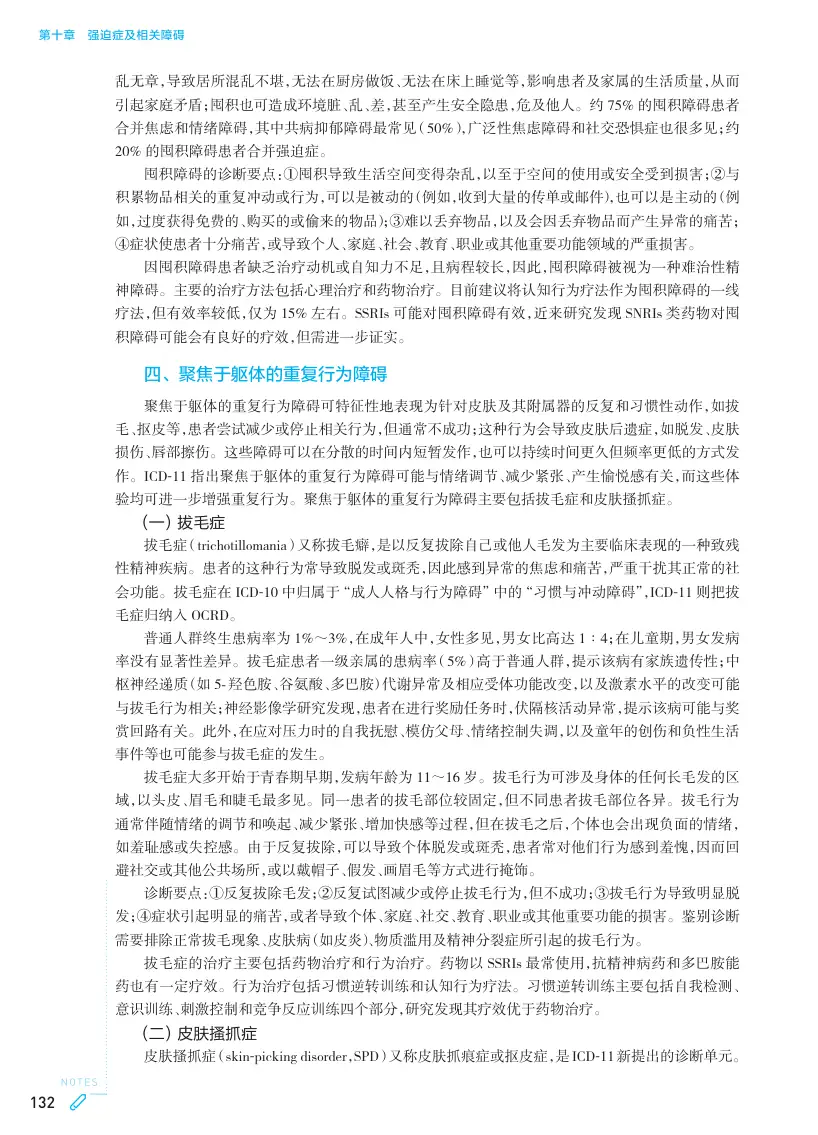 第十章 强迫症及相关障碍
乱无章，导致居所混乱不堪，无法在厨房做饭、无法在床上睡觉等，影响患者及家属的生活质量，从而
引起家庭矛盾；囤积也可造成环境脏、乱、差，甚至产生安全隐患，危及他人。约 75% 的囤积障碍患者
合并焦虑和情绪障碍，其中共病抑郁障碍最常见（50%），广泛性焦虑障碍和社交恐惧症也很多见；约
20% 的囤积障碍患者合并强迫症。
囤积障碍的诊断要点：①囤积导致生活空间变得杂乱，以至于空间的使用或安全受到损害；②与
积累物品相关的重复冲动或行为，可以是被动的（例如，收到大量的传单或邮件），也可以是主动的（例
如，过度获得免费的、购买的或偷来的物品）；③难以丢弃物品，以及会因丢弃物品而产生异常的痛苦；
④症状使患者十分痛苦，或导致个人、家庭、社会、教育、职业或其他重要功能领域的严重损害。
因囤积障碍患者缺乏治疗动机或自知力不足，且病程较长，因此，囤积障碍被视为一种难治性精
神障碍。主要的治疗方法包括心理治疗和药物治疗。目前建议将认知行为疗法作为囤积障碍的一线
疗法，但有效率较低，仅为 15% 左右。SSRIs 可能对囤积障碍有效，近来研究发现 SNRIs 类药物对囤
积障碍可能会有良好的疗效，但需进一步证实。
四、聚焦于躯体的重复行为障碍
聚焦于躯体的重复行为障碍可特征性地表现为针对皮肤及其附属器的反复和习惯性动作，如拔
毛、抠皮等，患者尝试减少或停止相关行为，但通常不成功；这种行为会导致皮肤后遗症，如脱发、皮肤
损伤、唇部擦伤。这些障碍可以在分散的时间内短暂发作，也可以持续时间更久但频率更低的方式发
作。ICD-11 指出聚焦于躯体的重复行为障碍可能与情绪调节、减少紧张、产生愉悦感有关，而这些体
验均可进一步增强重复行为。聚焦于躯体的重复行为障碍主要包括拔毛症和皮肤搔抓症。
（一）拔毛症
拔毛症（trichotillomania）又称拔毛癖，是以反复拔除自己或他人毛发为主要临床表现的一种致残
性精神疾病。患者的这种行为常导致脱发或斑秃，因此感到异常的焦虑和痛苦，严重干扰其正常的社
会功能。拔毛症在 ICD-10 中归属于“成人人格与行为障碍”中的“习惯与冲动障碍”，ICD-11 则把拔
毛症归纳入 OCRD。
普通人群终生患病率为 1%～3%，在成年人中，女性多见，男女比高达 1∶4；在儿童期，男女发病
率没有显著性差异。拔毛症患者一级亲属的患病率（5%）高于普通人群，提示该病有家族遗传性；中
枢神经递质（如 5- 羟色胺、谷氨酸、多巴胺）代谢异常及相应受体功能改变，以及激素水平的改变可能
与拔毛行为相关；神经影像学研究发现，患者在进行奖励任务时，伏隔核活动异常，提示该病可能与奖
赏回路有关。此外，在应对压力时的自我抚慰、模仿父母、情绪控制失调，以及童年的创伤和负性生活
事件等也可能参与拔毛症的发生。
拔毛症大多开始于青春期早期，发病年龄为 11～16 岁。拔毛行为可涉及身体的任何长毛发的区
域，以头皮、眉毛和睫毛最多见。同一患者的拔毛部位较固定，但不同患者拔毛部位各异。拔毛行为
通常伴随情绪的调节和唤起、减少紧张、增加快感等过程，但在拔毛之后，个体也会出现负面的情绪，
如羞耻感或失控感。由于反复拔除，可以导致个体脱发或斑秃，患者常对他们行为感到羞愧，因而回
避社交或其他公共场所，或以戴帽子、假发、画眉毛等方式进行掩饰。
诊断要点：①反复拔除毛发；②反复试图减少或停止拔毛行为，但不成功；③拔毛行为导致明显脱
发；④症状引起明显的痛苦，或者导致个体、家庭、社交、教育、职业或其他重要功能的损害。鉴别诊断
需要排除正常拔毛现象、皮肤病（如皮炎）、物质滥用及精神分裂症所引起的拔毛行为。
拔毛症的治疗主要包括药物治疗和行为治疗。药物以 SSRIs 最常使用，抗精神病药和多巴胺能
药也有一定疗效。行为治疗包括习惯逆转训练和认知行为疗法。习惯逆转训练主要包括自我检测、
意识训练、刺激控制和竞争反应训练四个部分，研究发现其疗效优于药物治疗。
（二）皮肤搔抓症
皮肤搔抓症（skin-picking disorder，SPD）又称皮肤抓痕症或抠皮症，是 ICD-11 新提出的诊断单元。
NOTES
132